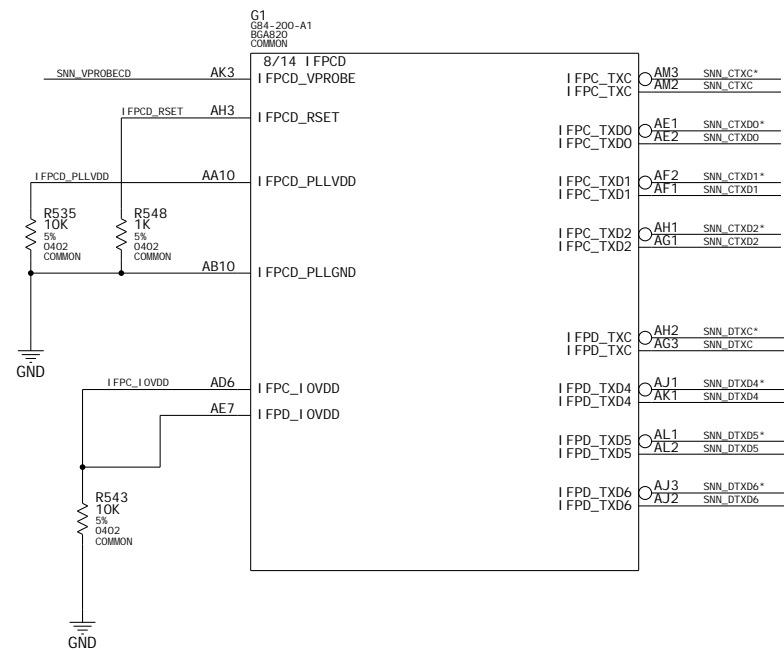 G1
G84-200-A1
BGA820
COMMON
8/14 IFPCD
SNN_VPROBECD AK3 IFPCD_VPROBE
IFPC_TXC AM3 SNN_CTXC*
IFPC_TXC AM2 SNN_CTXC
IFPCD_RSET AH3 IFPCD_RSET
IFPC_TXD0 AE1 SNN_CTXD0*
IFPC_TXD0 AE2 SNN_CTXD0
IFPCD_PLLVDD AA10 IFPCD_PLLVDD
IFPC_TXD1 AF2 SNN_CTXD1*
IFPC_TXD1 AF1 SNN_CTXD1
R535
10K
5%
0402
COMMON
R548
1K
5%
0402
COMMON
IFPC_TXD2 AH1 SNN_CTXD2*
IFPC_TXD2 AG1 SNN_CTXD2
AB10 IFPCD_PLLGND
GND
IFPD_TXC AH2 SNN_DTXC*
IFPD_TXC AG3 SNN_DTXC
IFPC_IOVDD AD6 IFPC_IOVDD
AE7 IFPD_IOVDD
IFPD_TXD4 AJ1 SNN_DTXD4*
IFPD_TXD4 AK1 SNN_DTXD4
IFPD_TXD5 AL1 SNN_DTXD5*
IFPD_TXD5 AL2 SNN_DTXD5
IFPD_TXD6 AJ3 SNN_DTXD6*
IFPD_TXD6 AJ2 SNN_DTXD6
R543
10K
5%
0402
COMMON
GND